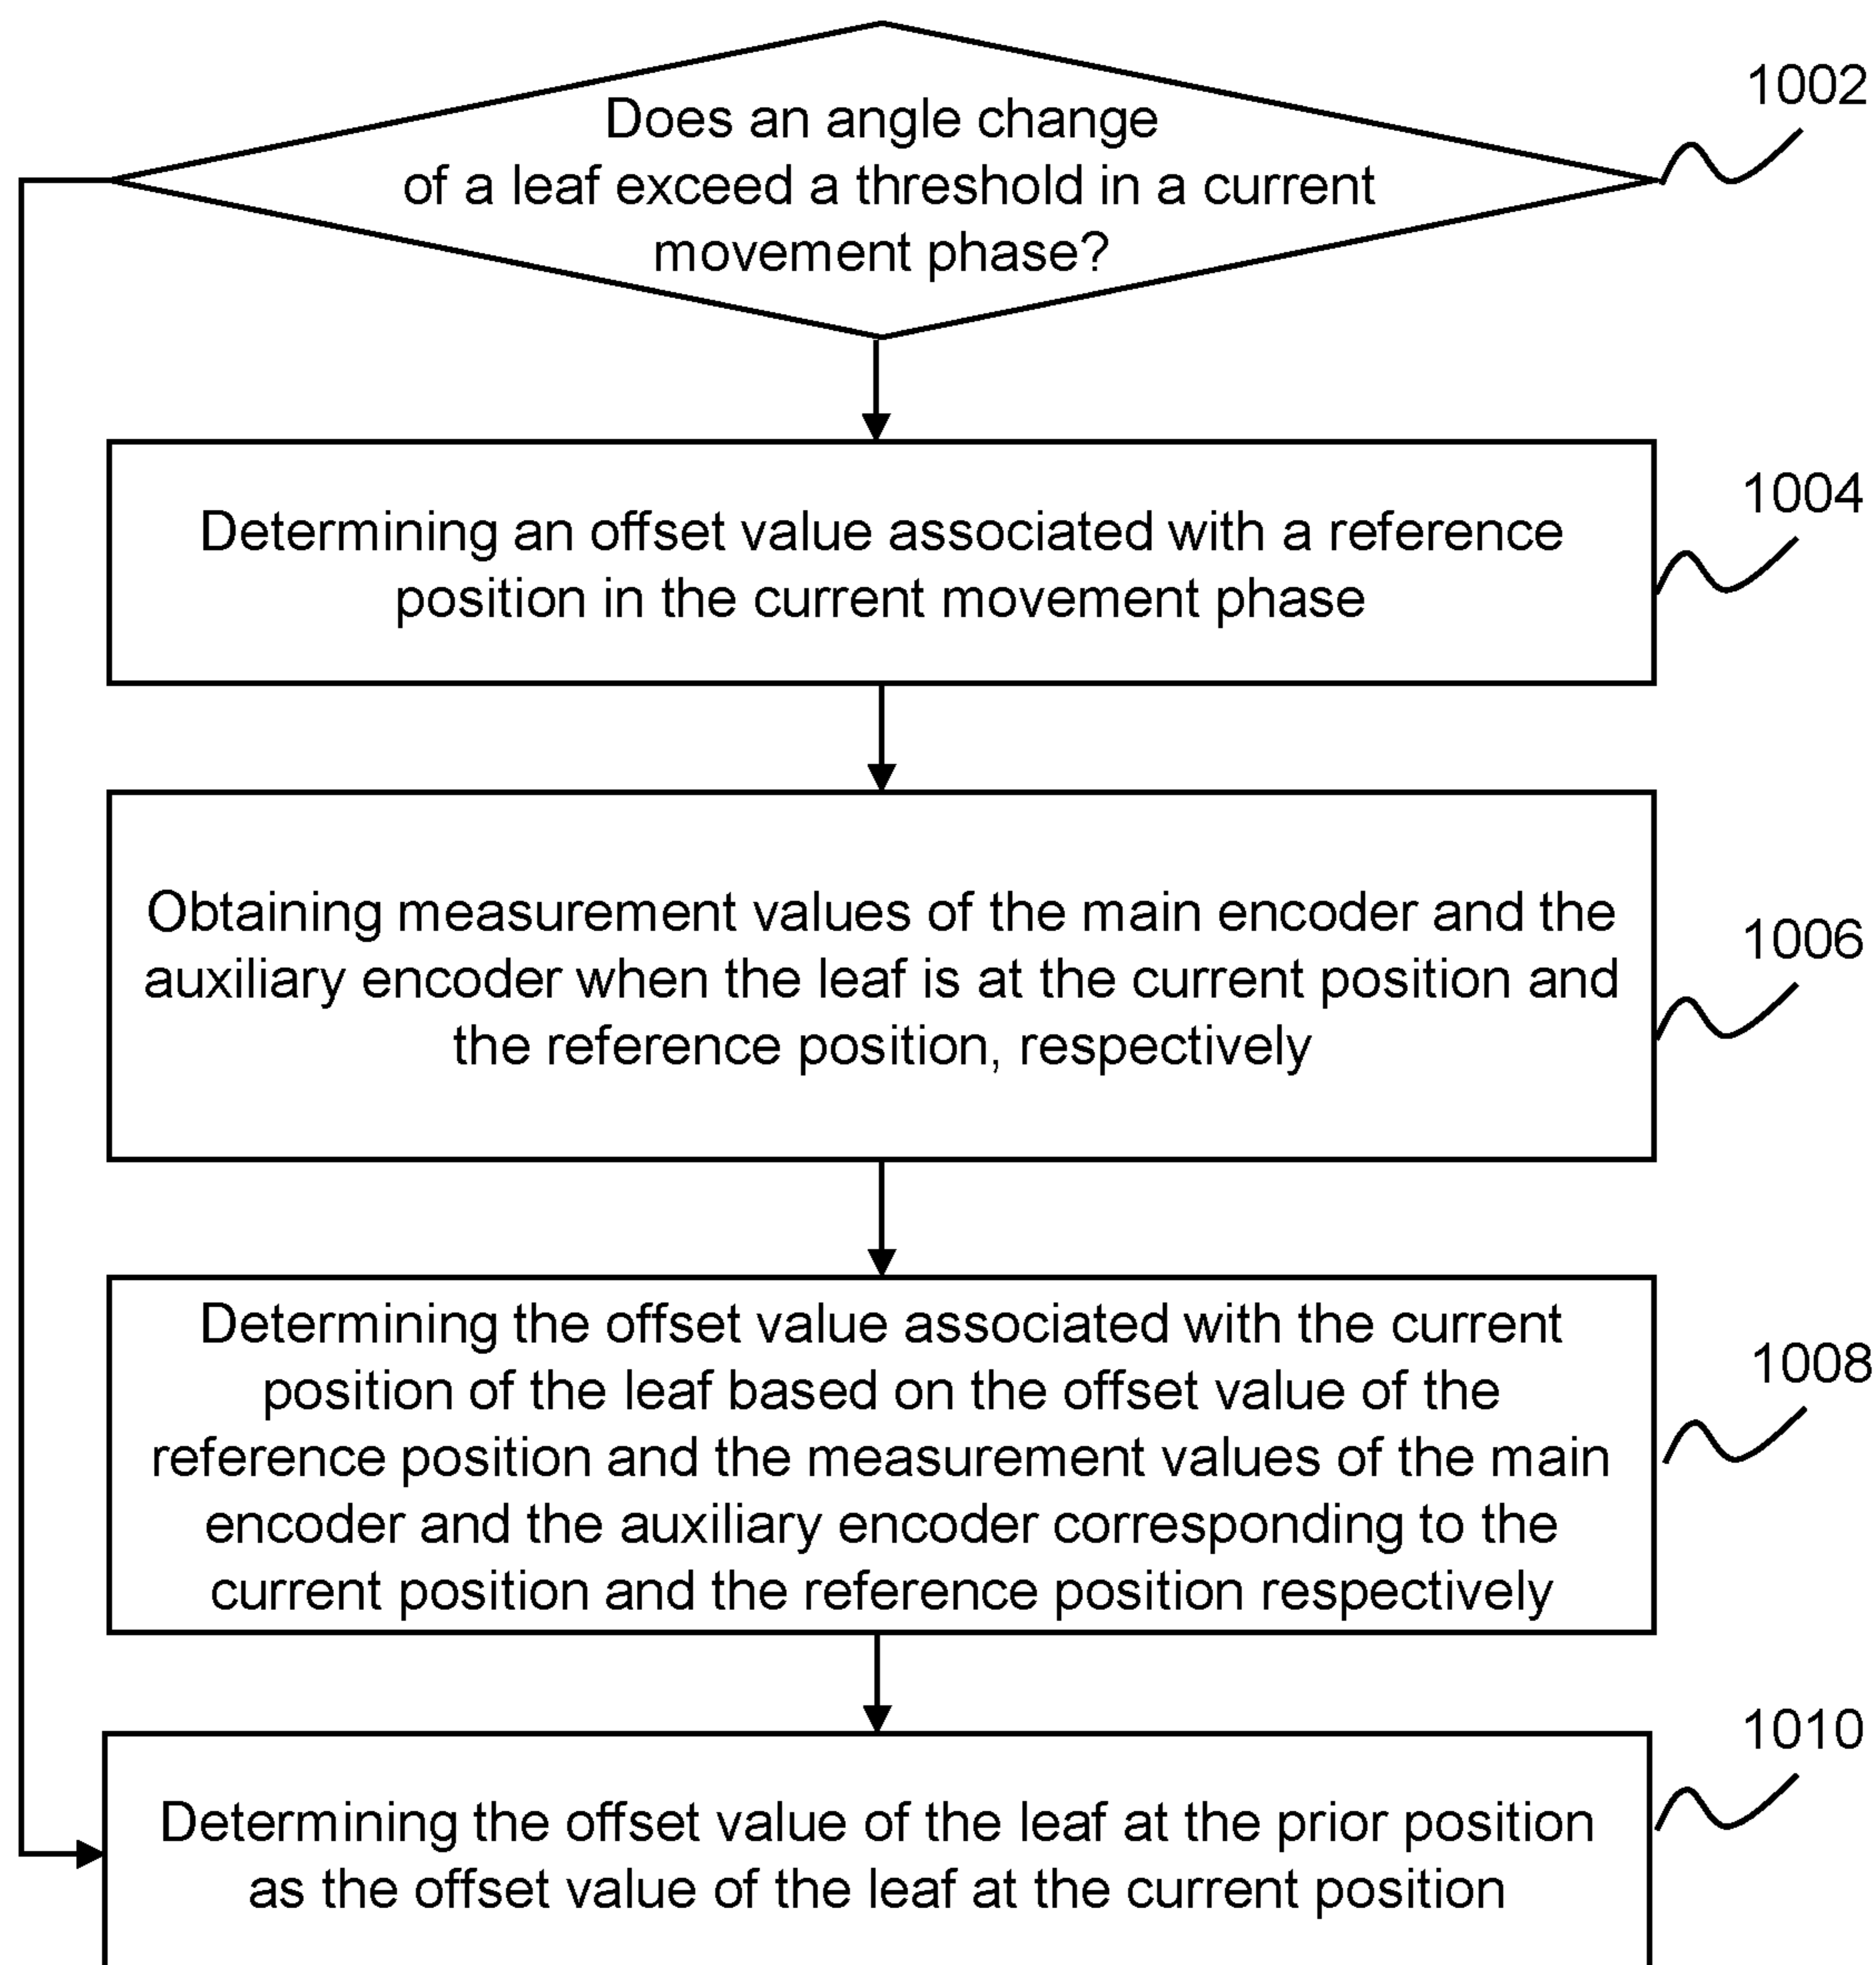 Does an angle change
of a leaf exceed a threshold in a current
movement phase?
1002
Determining an offset value associated with a reference
position in the current movement phase
1004
Obtaining measurement values of the main encoder and the
auxiliary encoder when the leaf is at the current position and
the reference position, respectively
1006
Determining the offset value associated with the current
position of the leaf based on the offset value of the
reference position and the measurement values of the main
encoder and the auxiliary encoder corresponding to the
current position and the reference position respectively
1008
Determining the offset value of the leaf at the prior position
as the offset value of the leaf at the current position
1010